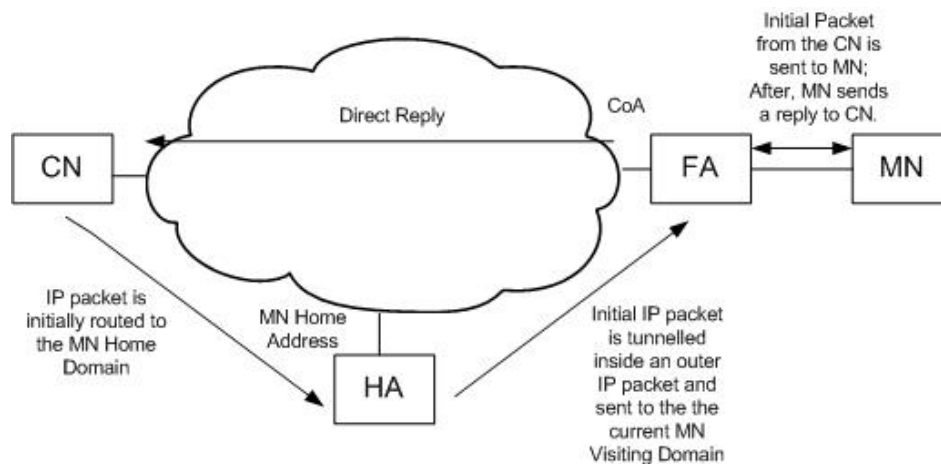 Initial Packet
from the CN is
sent to MN;
After, MN sends
a reply to CN.
Direct Reply
CoA
CN
FA
MN
IP packet is
initially routed to
the MN Home
Domain
MN Home
Address
HA
Initial IP packet
is tunnelled
inside an outer
IP packet and
sent to the the
current MN
Visiting Domain